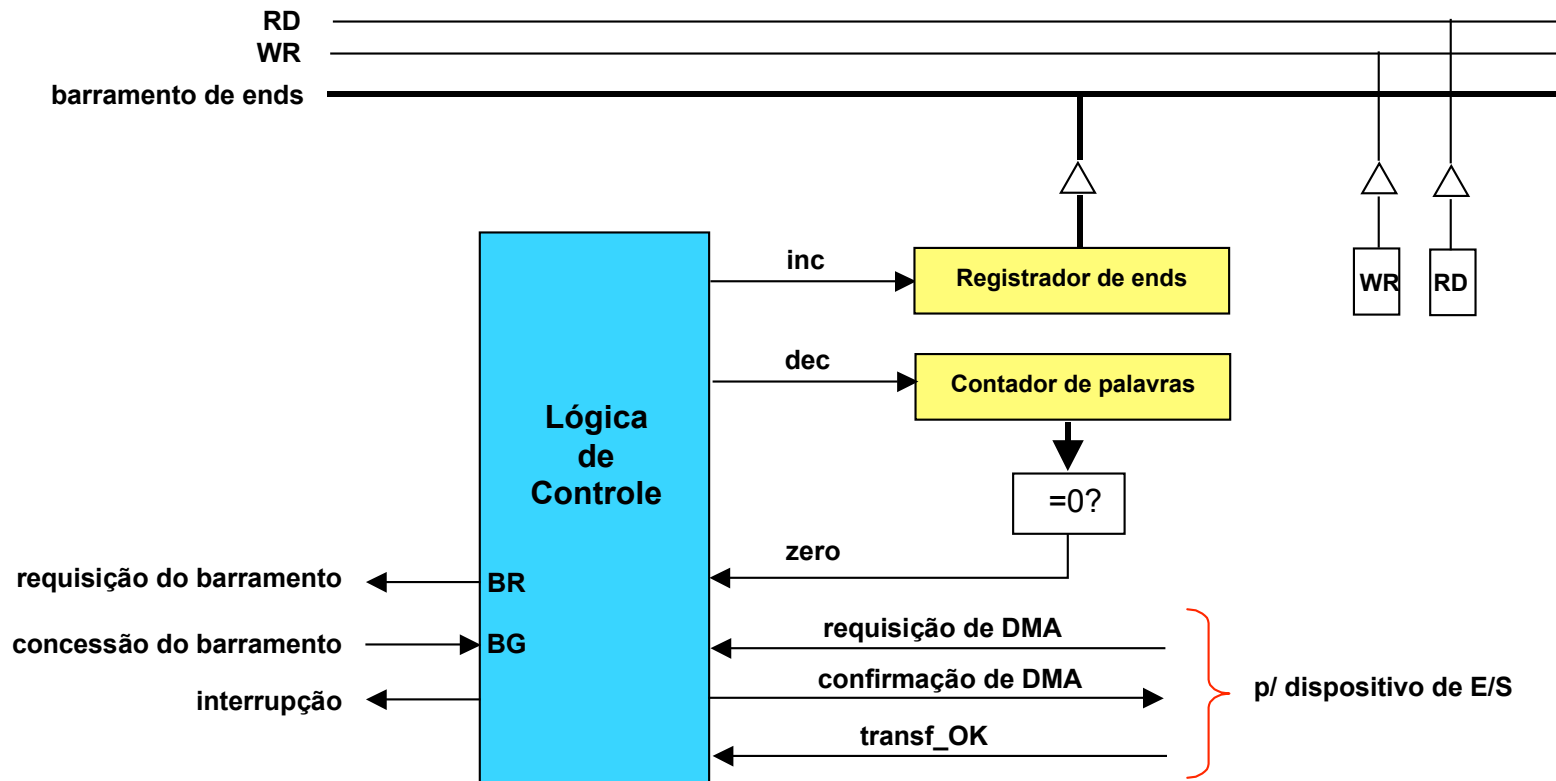 RD
WR
barramento de ends
inc
Registrador de ends
WR
RD
dec
Contador de palavras
Lógica
de
Controle
=0?
zero
requisição do barramento
BR
concessão do barramento
BG
interrupção
requisição de DMA
confirmação de DMA
transf_OK
p/ dispositivo de E/S